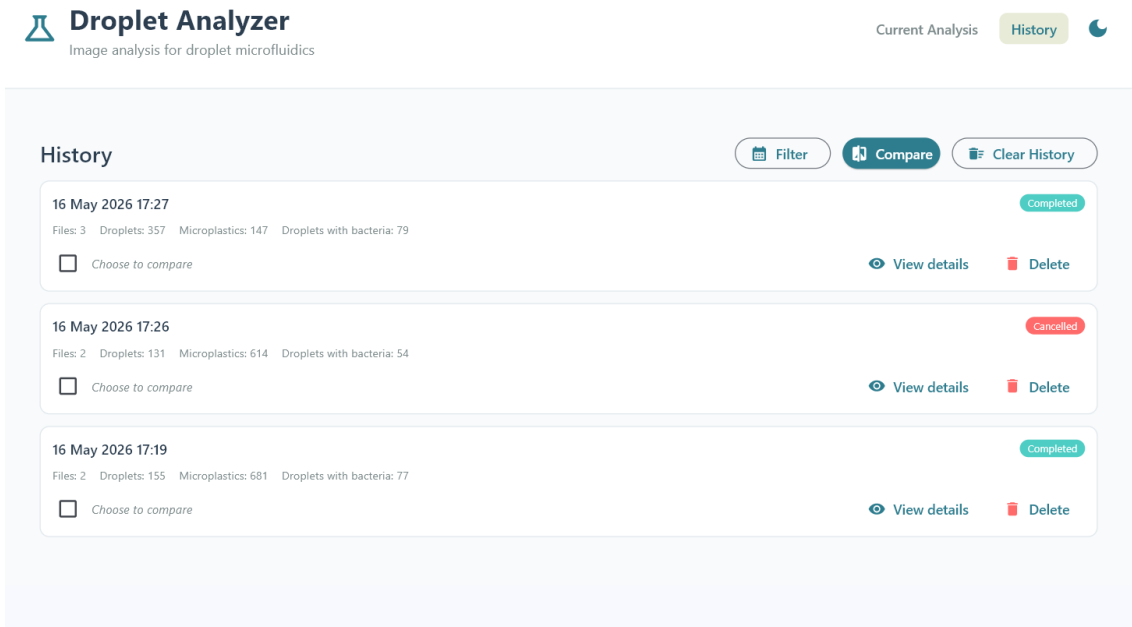 Droplet Analyzer
Image analysis for droplet microfluidics
Current Analysis
History
History
Filter
Compare
Clear History
16 May 2026 17:27
Completed
Files: 3 Droplets: 357 Microplastics: 147 Droplets with bacteria: 79
Choose to compare
View details
Delete
16 May 2026 17:26
Cancelled
Files: 2 Droplets: 131 Microplastics: 614 Droplets with bacteria: 54
Choose to compare
View details
Delete
16 May 2026 17:19
Completed
Files: 2 Droplets: 155 Microplastics: 681 Droplets with bacteria: 77
Choose to compare
View details
Delete